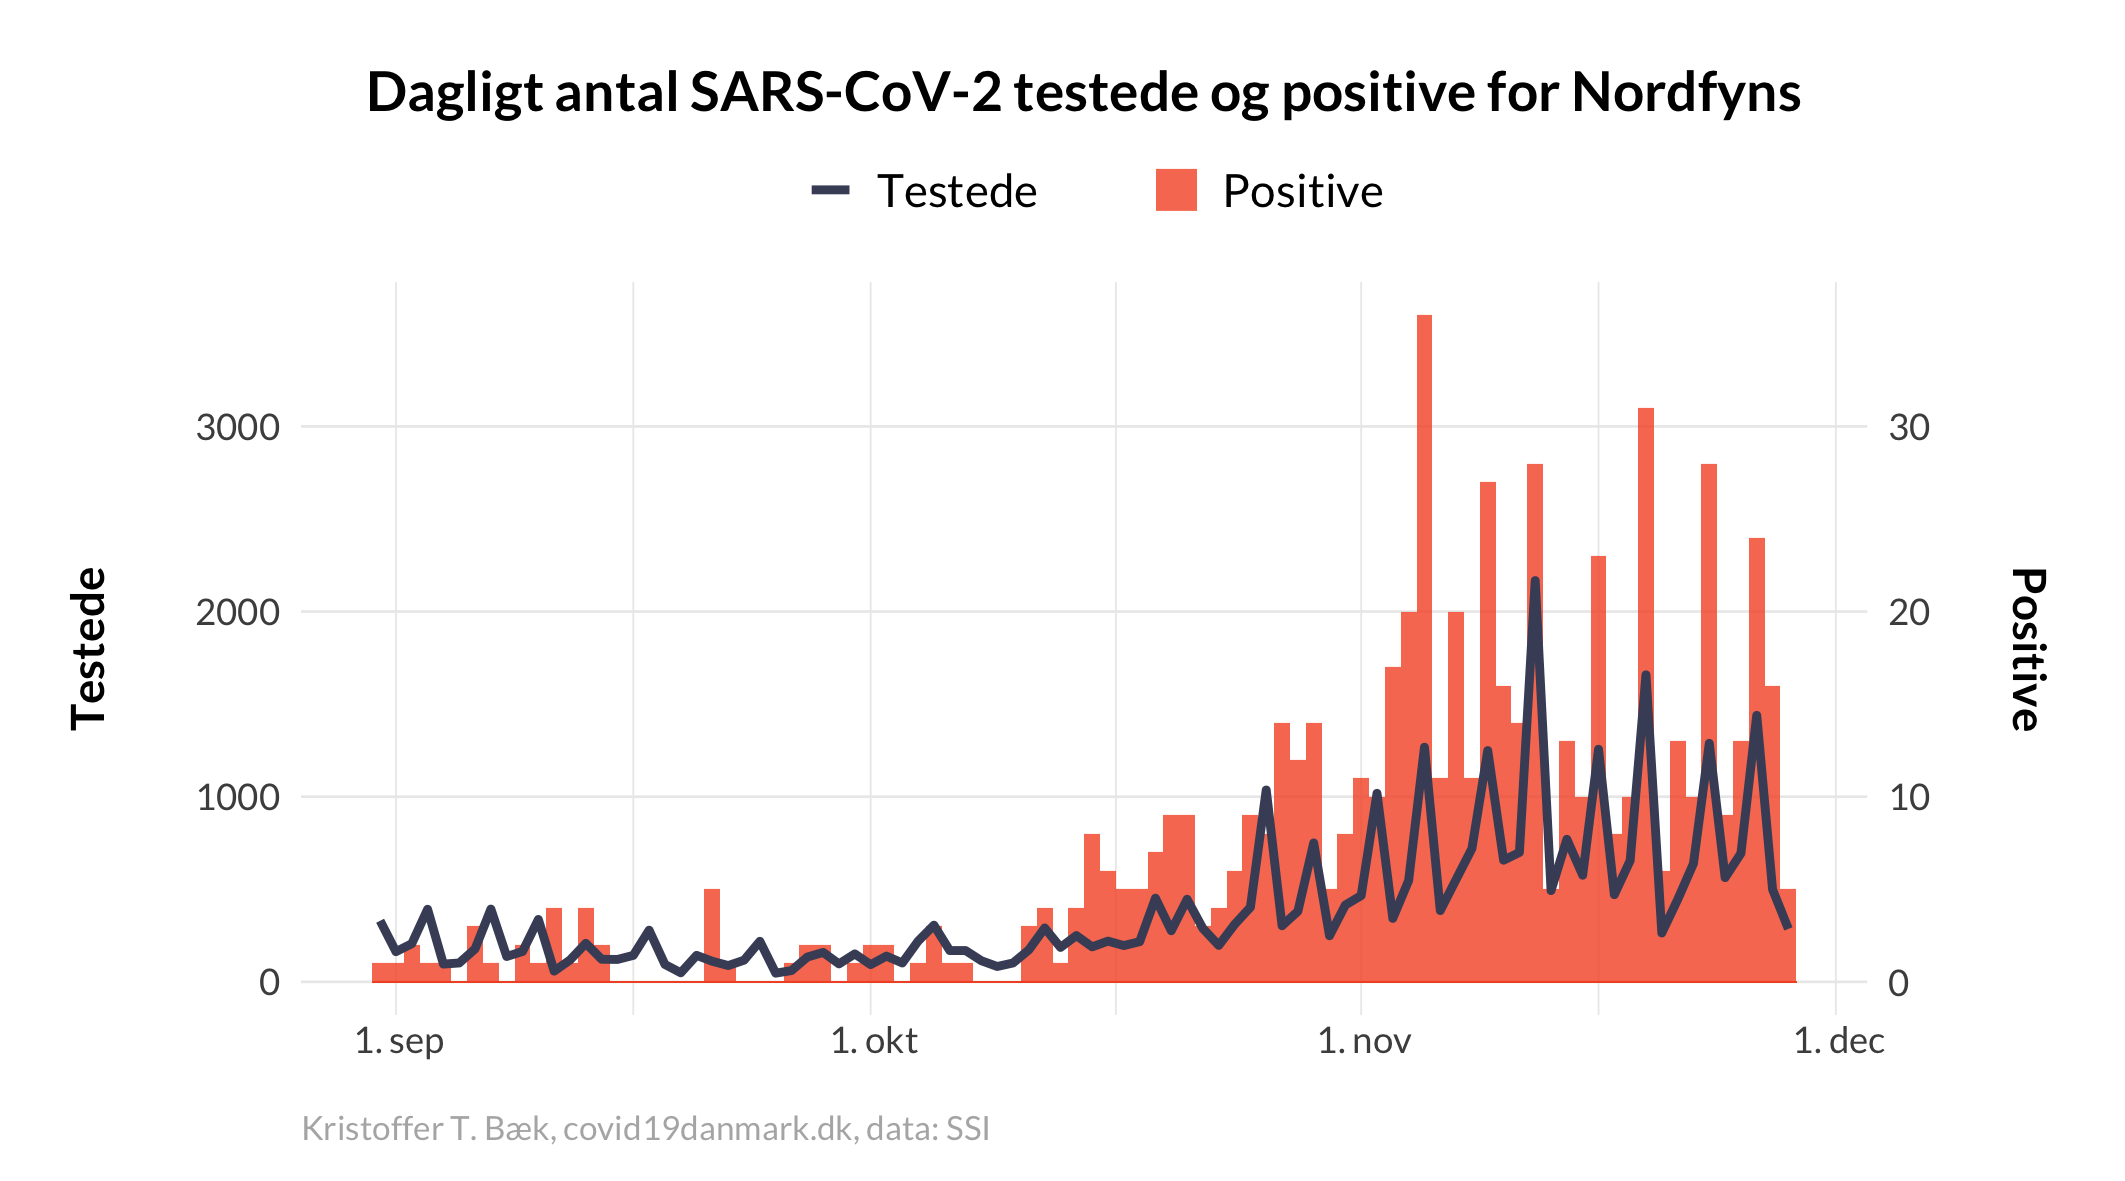 Dagligt antal SARS-CoV-2 testede og positive for Nordfyns
Testede
Positive
3000
2000
1000
0
30
20
10
0
Testede
Positive
1. sep
1. okt
1. nov
1. dec
Kristoffer T. Bæk, covid19danmark.dk, data: SSI